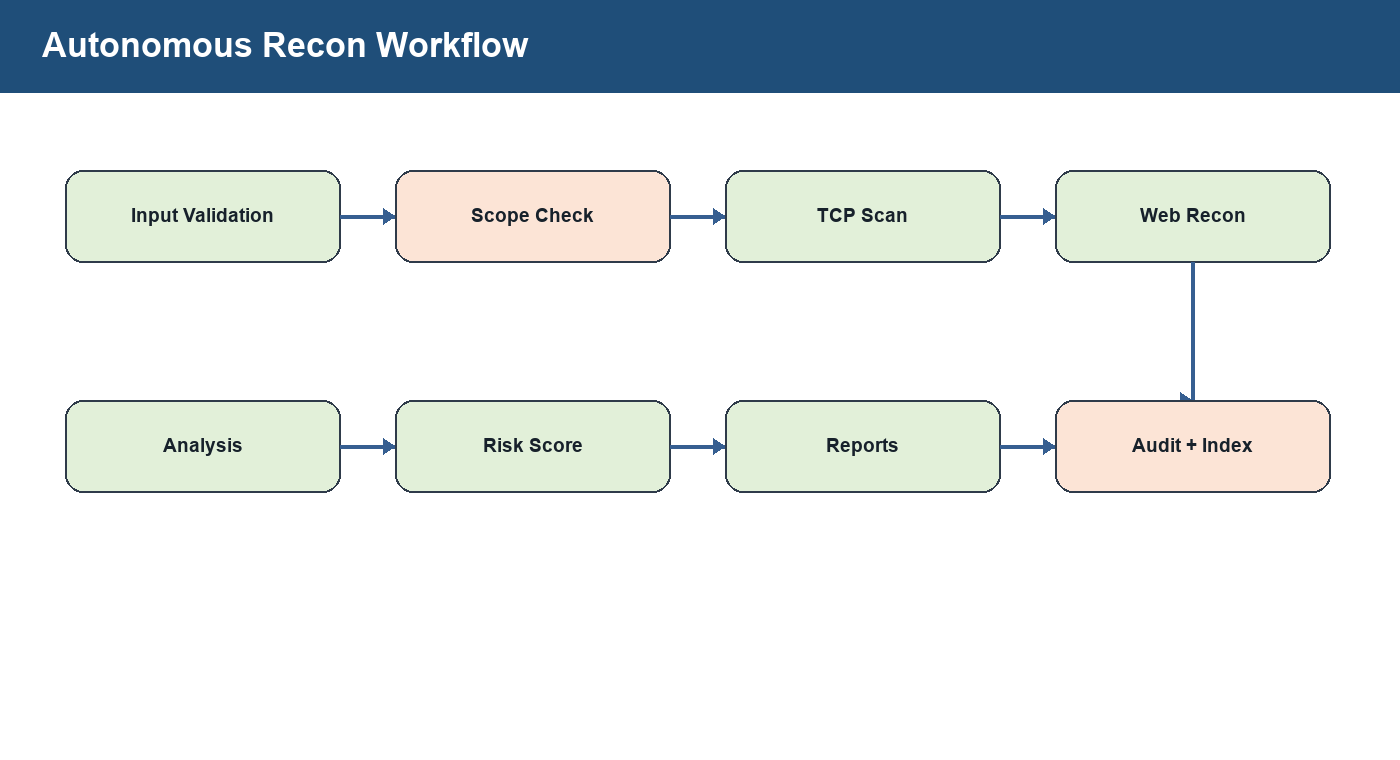 Autonomous Recon Workflow
Input Validation
Scope Check
TCP Scan
Web Recon
Analysis
Risk Score
Reports
Audit + Index